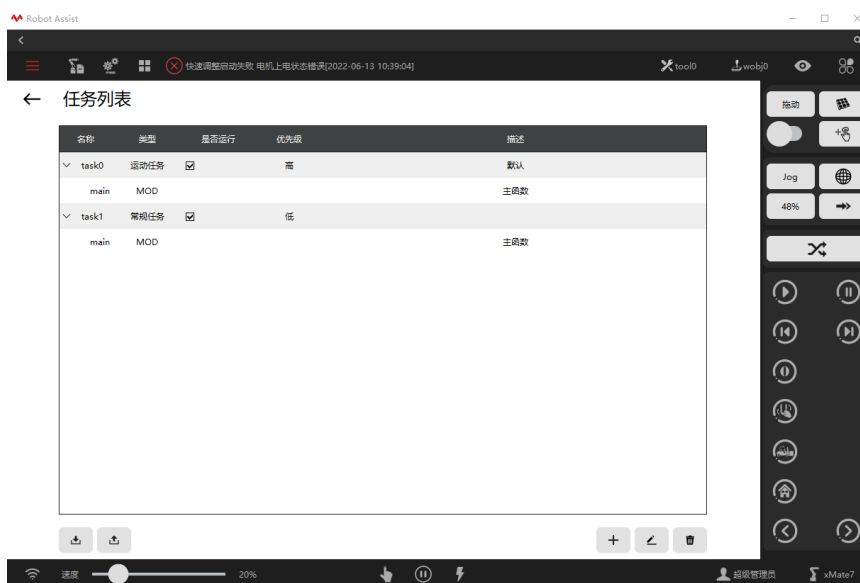 Robot Assist
快速调整启动失败 电机上电状态错误[2022-06-13 10:39:04]
tool0
wobj0
任务列表
名称 类型 是否运行 优先级 描述
task0 运动任务 高 默认
main MOD 主函数
task1 常规任务 低
main MOD 主函数
拖动
Jog
48%
速度 20%
超级管理员
xMate7